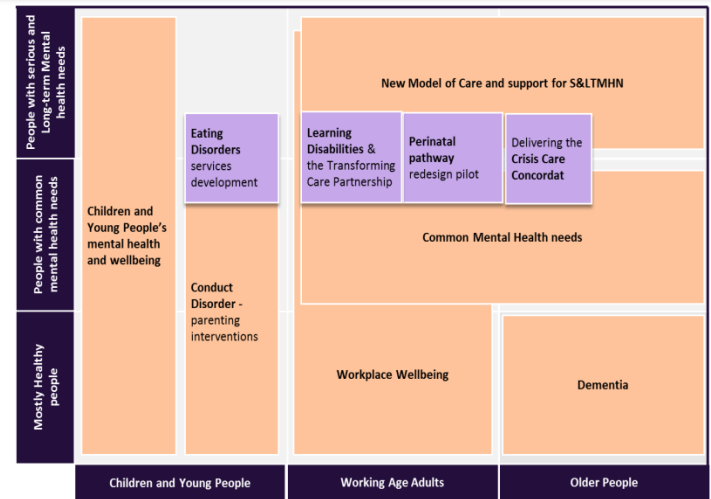 People with serious and
Long-term Mental
health needs
New Model of Care and support for S&LTMHN
Eating
Disorders
services
development
Learning
Disabilities &
the Transforming
Care Partnership
Perinatal
pathway
redesign pilot
Delivering the
Crisis Care
Concordat
People with common
mental health needs
Children and
Young People's
mental health
and wellbeing
Common Mental Health needs
Conduct
Disorder -
parenting
interventions
Mostly Healthy
people
Workplace Wellbeing
Dementia
Children and Young People
Working Age Adults
Older People